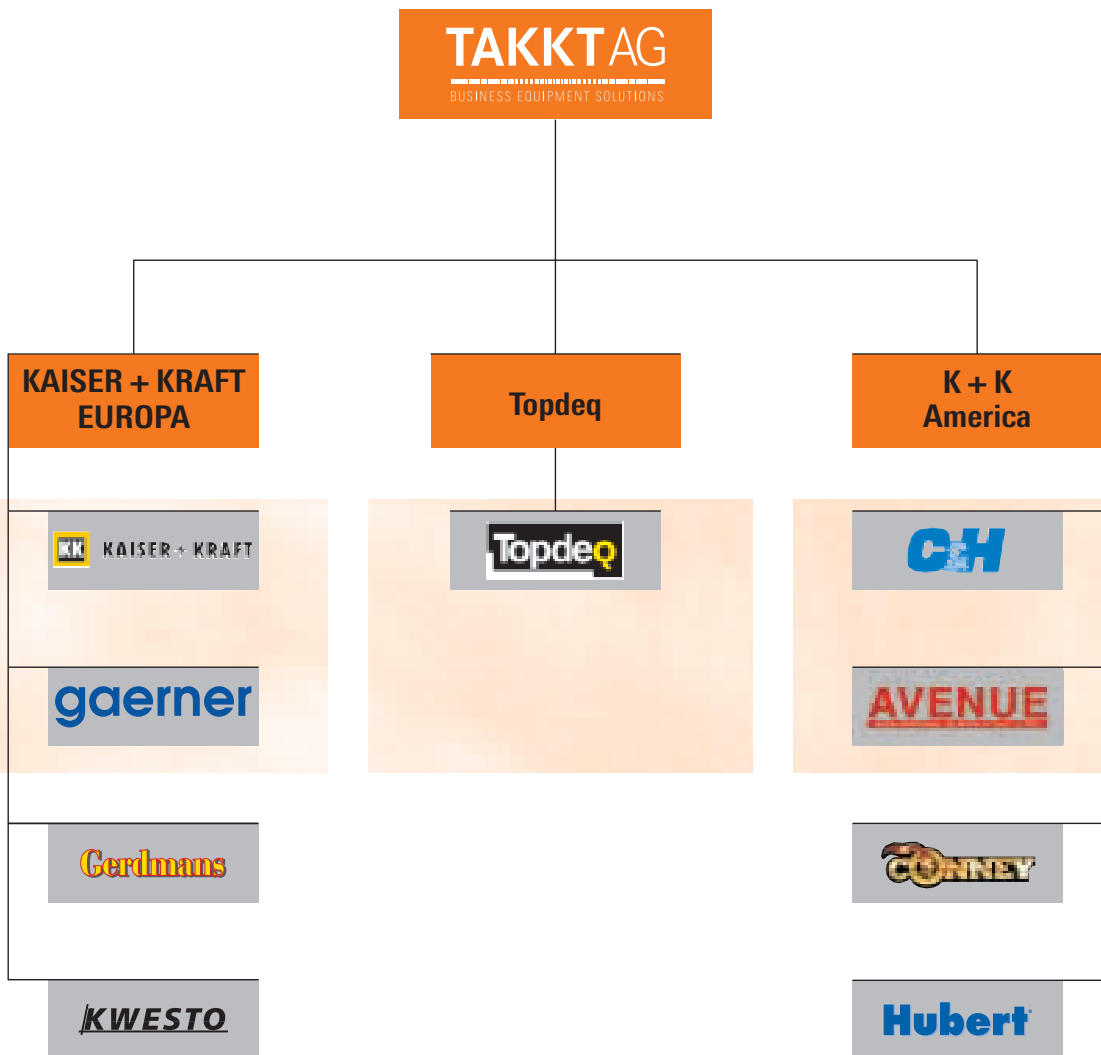 TAKKT AG
BUSINESS EQUIPMENT SOLUTIONS
KAISER + KRAFT
EUROPA
Topdeq
K + K
America
KK KAISER + KRAFT
Topdeq
C&H
gaerner
AVENUE
Gerdmans
CONNEY
KWESTO
Hubert